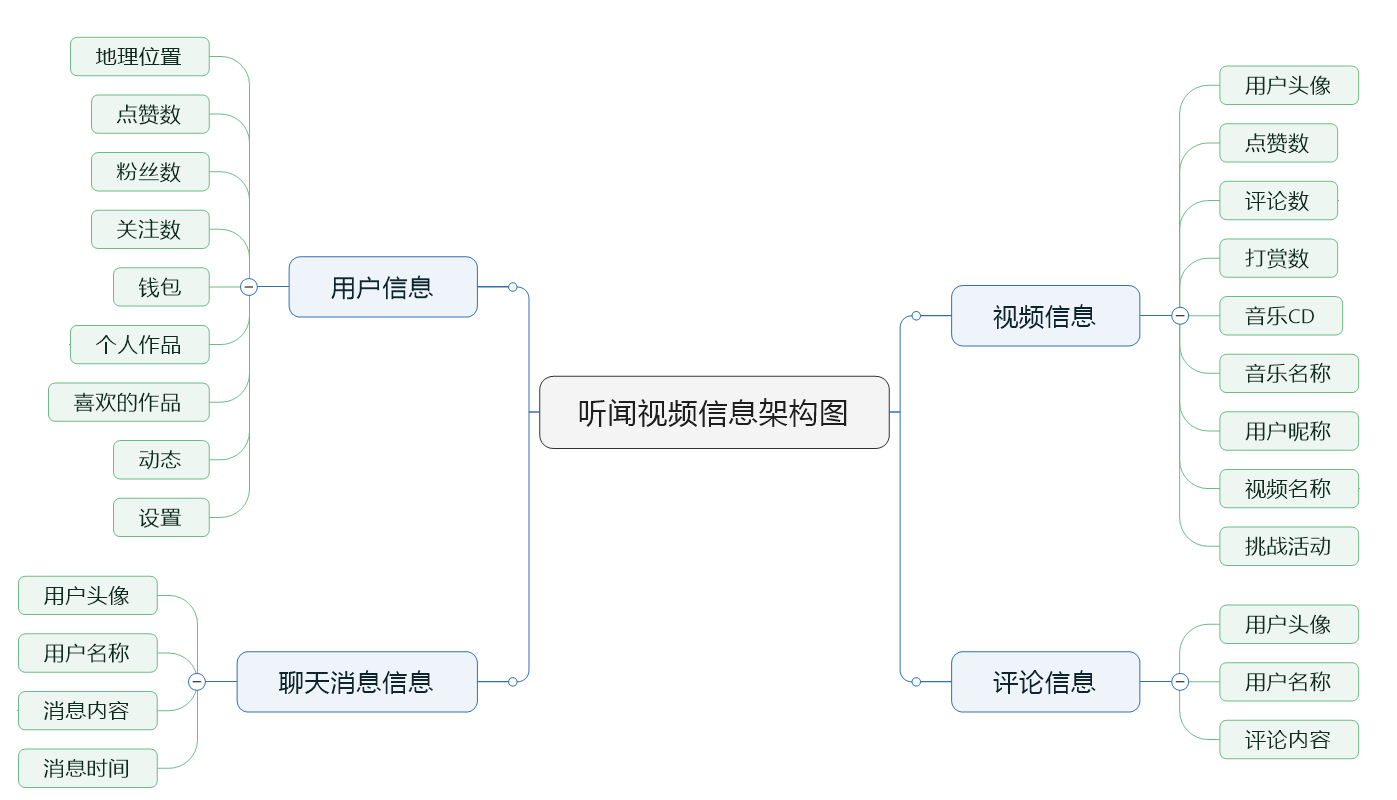 听闻视频信息架构图
用户信息
地理位置
点赞数
粉丝数
关注数
钱包
个人作品
喜欢的作品
动态
设置
聊天消息信息
用户头像
用户名称
消息内容
消息时间
视频信息
用户头像
点赞数
评论数
打赏数
音乐CD
音乐名称
用户昵称
视频名称
挑战活动
评论信息
用户头像
用户名称
评论内容